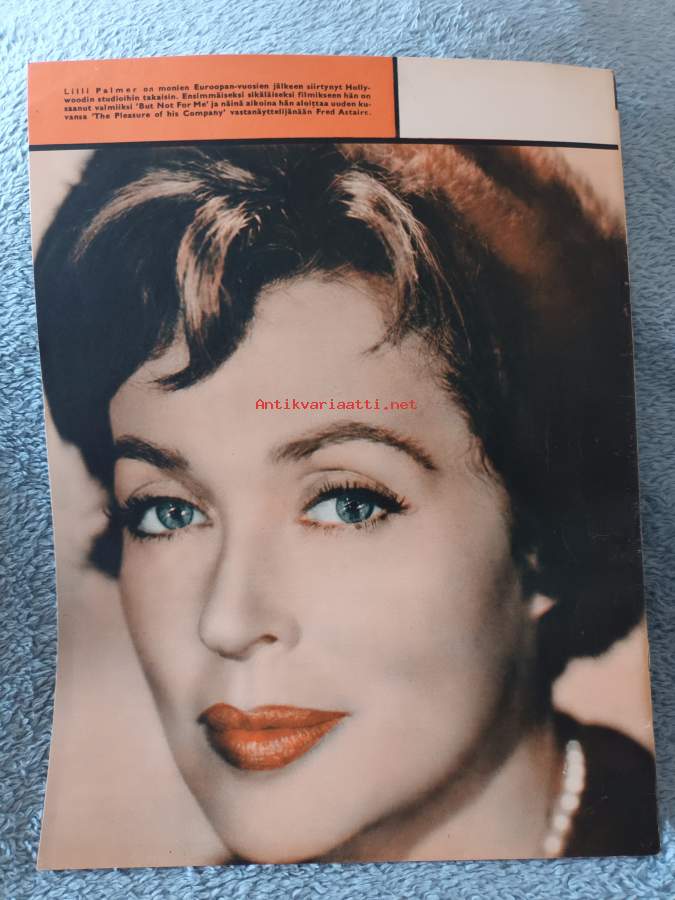 Lilli Palmer on monien Euroopan-vuosien jälkeen siirtynyt Holly-
woodin studioihin takaisin. Ensimmäiseksi sikäläiseksi filmikseen hän on
saanut valmiiksi 'But Not For Me' ja näinä aikoina hän aloittaa uuden ku-
vansa 'The Pleasure of his Company' vastanäyttelijänään Fred Astaire.
Antikvariaatti.net